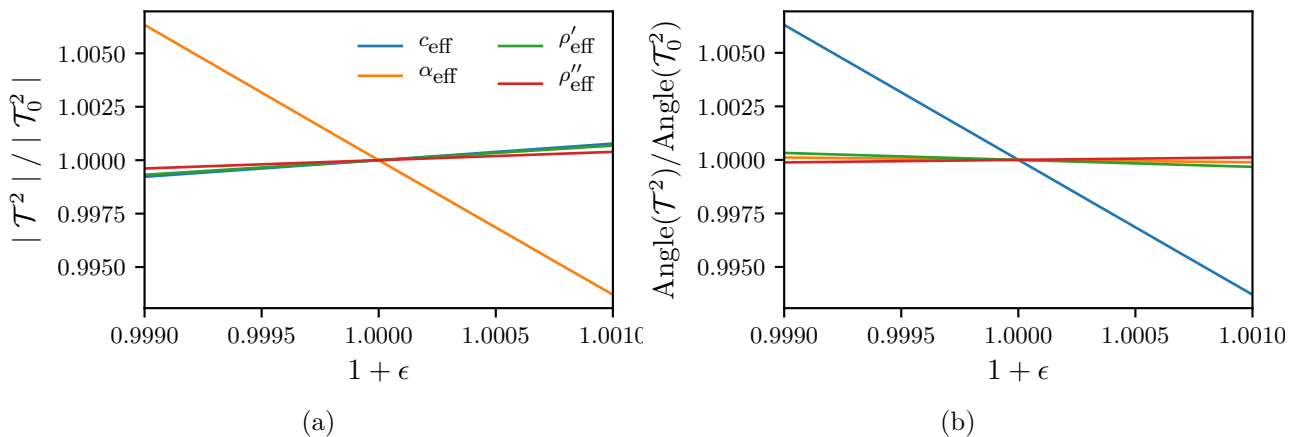 | 𝒯² | / | 𝒯₀² |
1.0050
1.0025
1.0000
0.9975
0.9950
c_eff
α_eff
ρ′_eff
ρ″_eff
0.9990 0.9995 1.0000 1.0005 1.0010
1 + ϵ
(a)
Angle(𝒯²)/Angle(𝒯₀²)
1.0050
1.0025
1.0000
0.9975
0.9950
0.9990 0.9995 1.0000 1.0005 1.0010
1 + ϵ
(b)